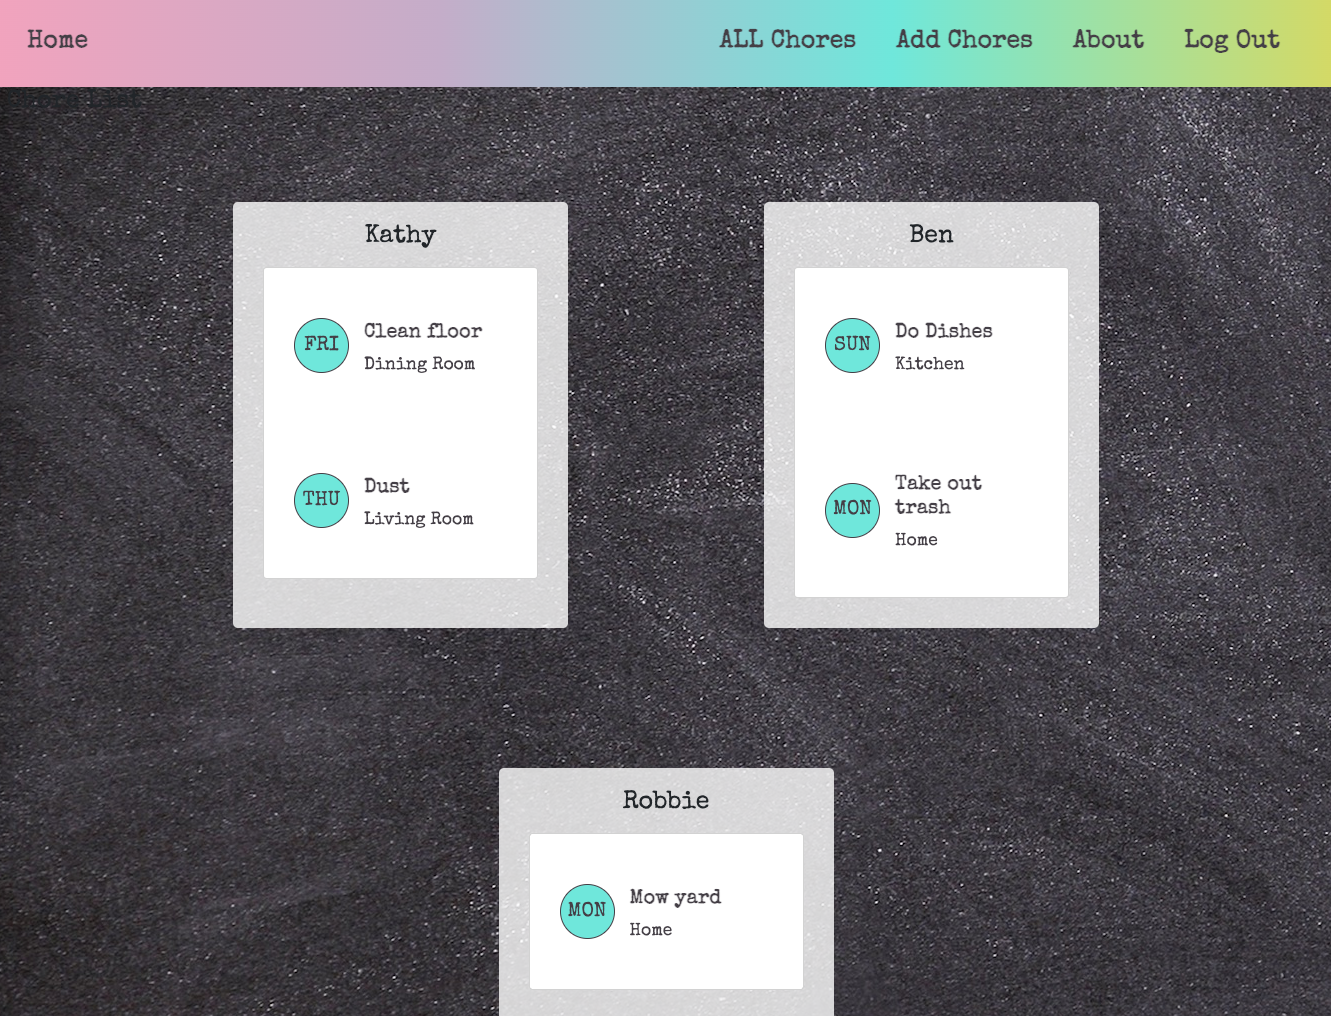 Home
ALL Chores
Add Chores
About
Log Out
Kathy
FRI
Clean floor
Dining Room
THU
Dust
Living Room
Ben
SUN
Do Dishes
Kitchen
MON
Take out
trash
Home
Robbie
MON
Mow yard
Home